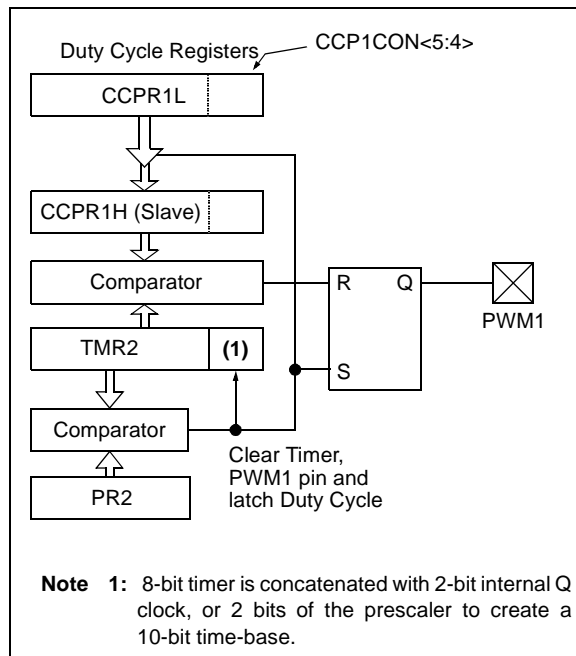 Duty Cycle Registers
CCP1CON<5:4>
CCPR1L
CCPR1H (Slave)
Comparator
R Q
PWM1
TMR2 (1)
S
Comparator
Clear Timer,
PWM1 pin and
latch Duty Cycle
PR2
Note 1: 8-bit timer is concatenated with 2-bit internal Q
clock, or 2 bits of the prescaler to create a
10-bit time-base.